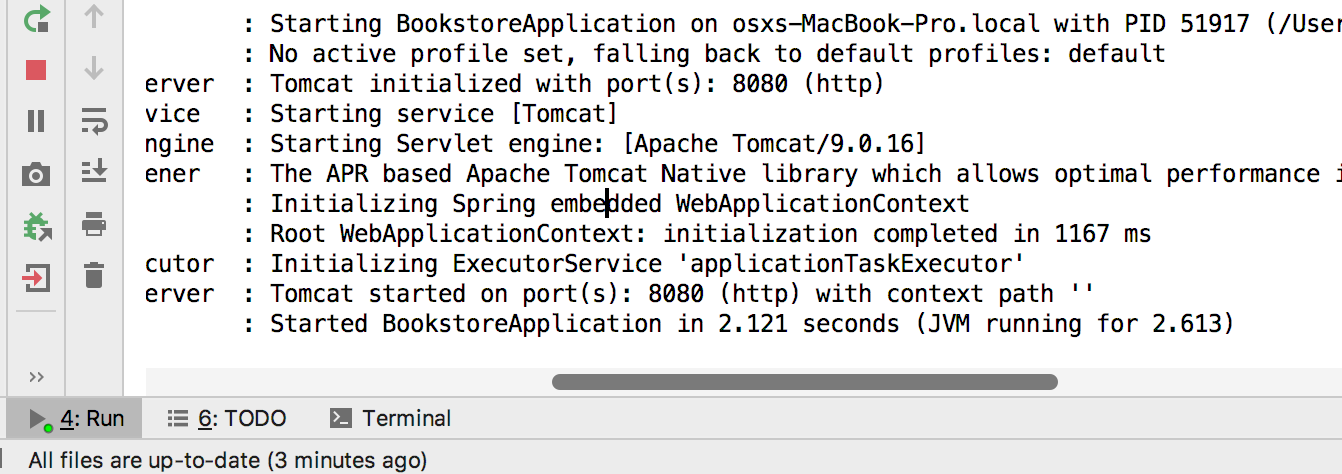 : Starting BookstoreApplication on osxs-MacBook-Pro.local with PID 51917 (/User
: No active profile set, falling back to default profiles: default
erver : Tomcat initialized with port(s): 8080 (http)
vice : Starting service [Tomcat]
ngine : Starting Servlet engine: [Apache Tomcat/9.0.16]
ener : The APR based Apache Tomcat Native library which allows optimal performance i
: Initializing Spring embedded WebApplicationContext
: Root WebApplicationContext: initialization completed in 1167 ms
cutor : Initializing ExecutorService 'applicationTaskExecutor'
erver : Tomcat started on port(s): 8080 (http) with context path ''
: Started BookstoreApplication in 2.121 seconds (JVM running for 2.613)
4: Run 6: TODO Terminal
All files are up-to-date (3 minutes ago)